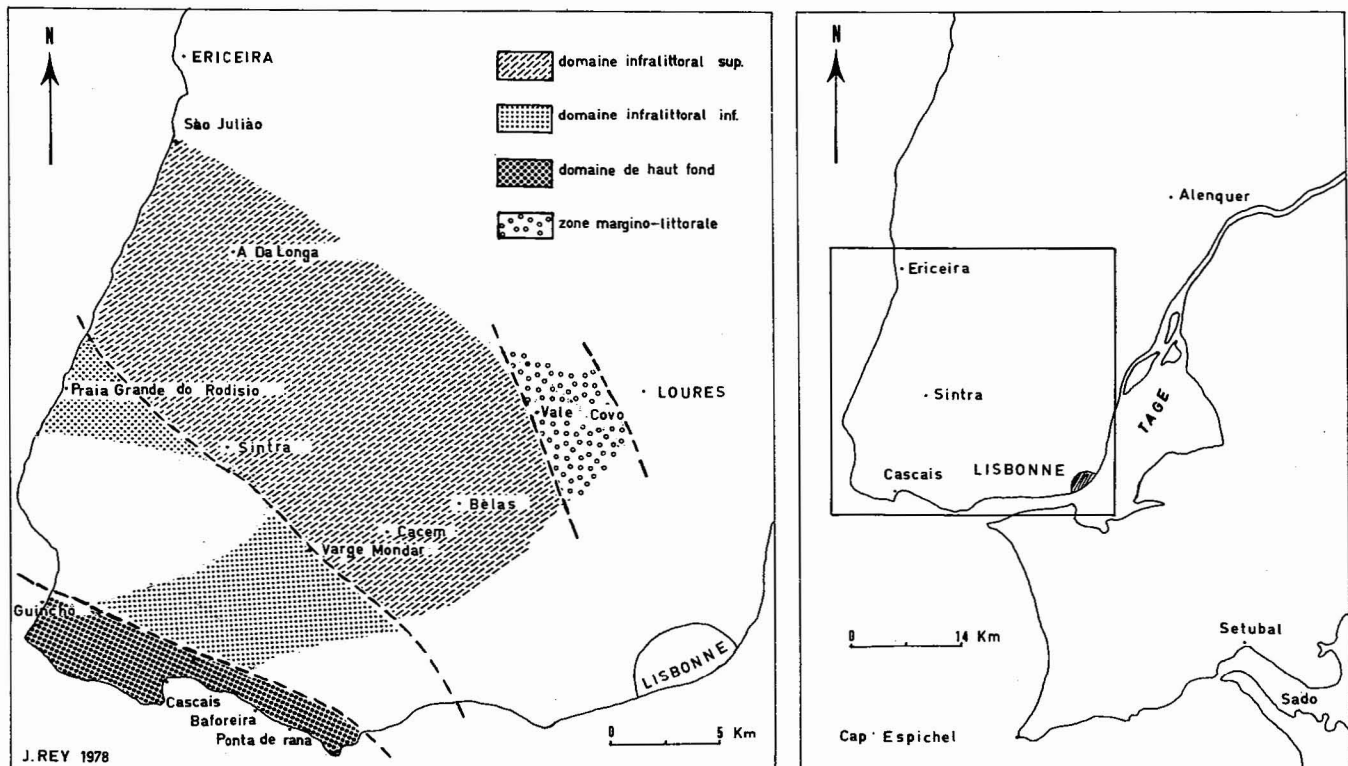 N
ERICEIRA
São Julião
A Da Longa
Praia Grande do Rodisio
Sintra
Vale Covo
LOURES
Bèlas
Cacem
Varge Mondar
Guincho
LISBONNE
Cascais
Baforeira
Ponta de rana
J. REY 1978
0 5 Km
domaine infralittoral sup.
domaine infralittoral inf.
domaine de haut fond
zone margino-littorale
N
Alenquer
Ericeira
Sintra
TAGE
Cascais
LISBONNE
0 14 Km
Setubal
Sado
Cap Espichel